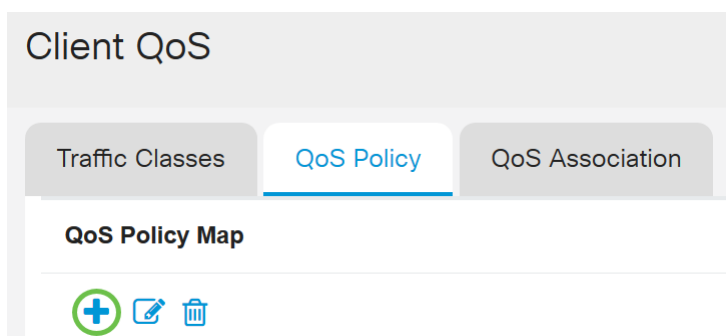 Client QoS
Traffic Classes QoS Policy QoS Association
QoS Policy Map